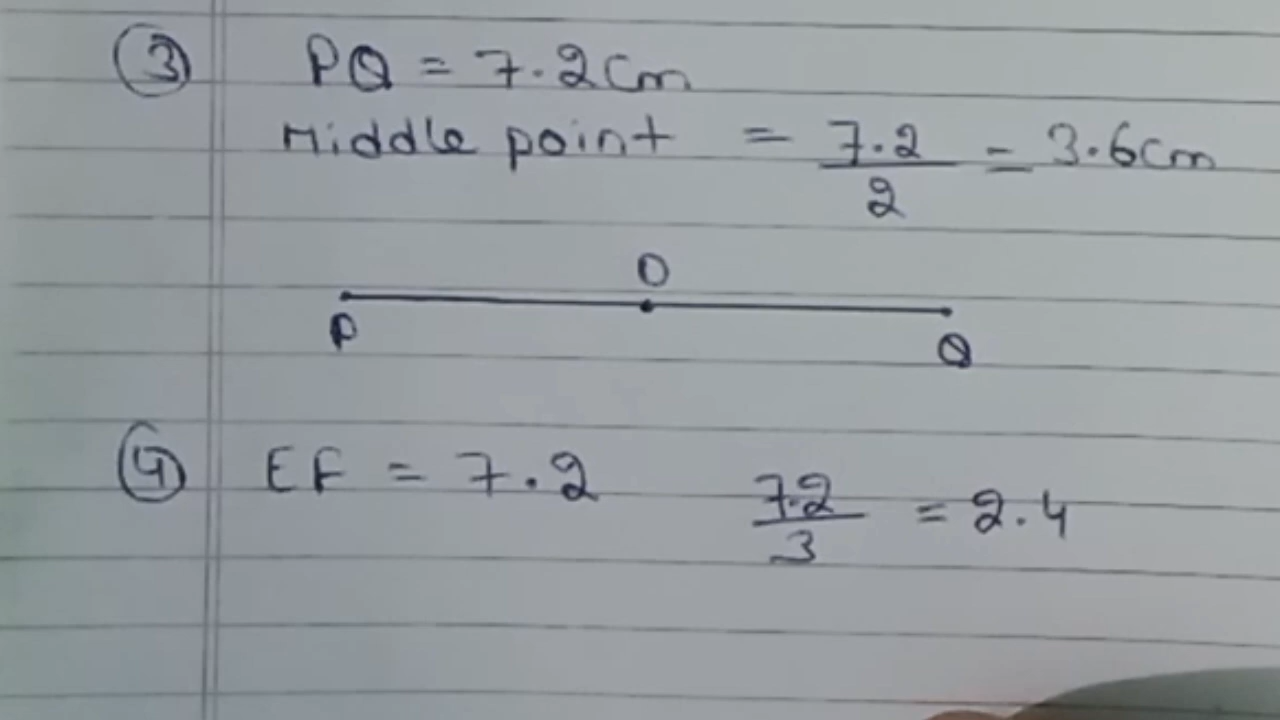 ③ PQ = 7.2cm
Middle point = 7.2/2 = 3.6cm
O
P Q
④ EF = 7.2 7.2/3 = 2.4